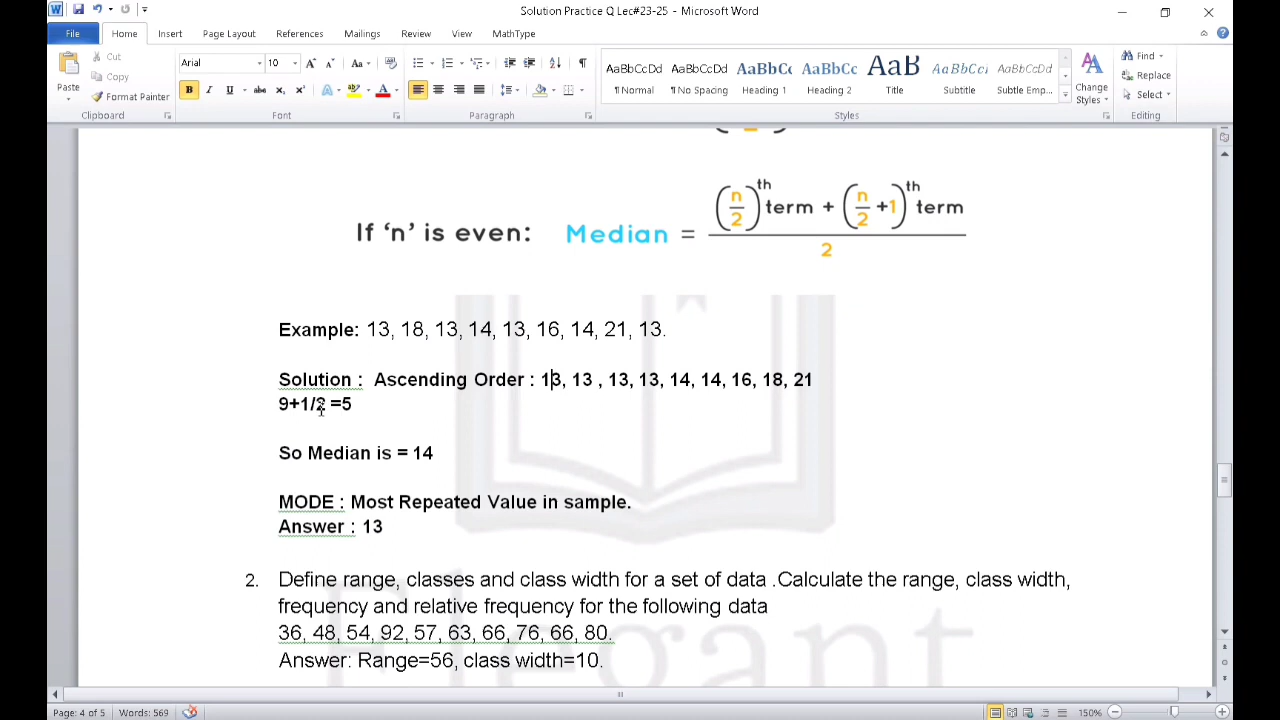 Solution Practice Q Lec#23-25 - Microsoft Word
File Home Insert Page Layout References Mailings Review View MathType
Cut
Copy
Format Painter
Paste
Clipboard
Arial 10
Font
Paragraph
AaBbCcDd AaBbCcDd AaBbCc AaBbCc AaB AaBbCcI AaBbCcDd
¶ Normal ¶ No Spacing Heading 1 Heading 2 Title Subtitle Subtle Emp...
Styles
Change Styles
Find
Replace
Select
Editing
If ‘n’ is even: Median = ((n/2)th term + (n/2 +1)th term) / 2
Example: 13, 18, 13, 14, 13, 16, 14, 21, 13.
Solution : Ascending Order : 13, 13 , 13, 13, 14, 14, 16, 18, 21
9+1/2 =5
So Median is = 14
MODE : Most Repeated Value in sample.
Answer : 13
2. Define range, classes and class width for a set of data .Calculate the range, class width,
frequency and relative frequency for the following data
36, 48, 54, 92, 57, 63, 66, 76, 66, 80.
Answer: Range=56, class width=10.
Elegant
Page: 4 of 5 Words: 569 150%